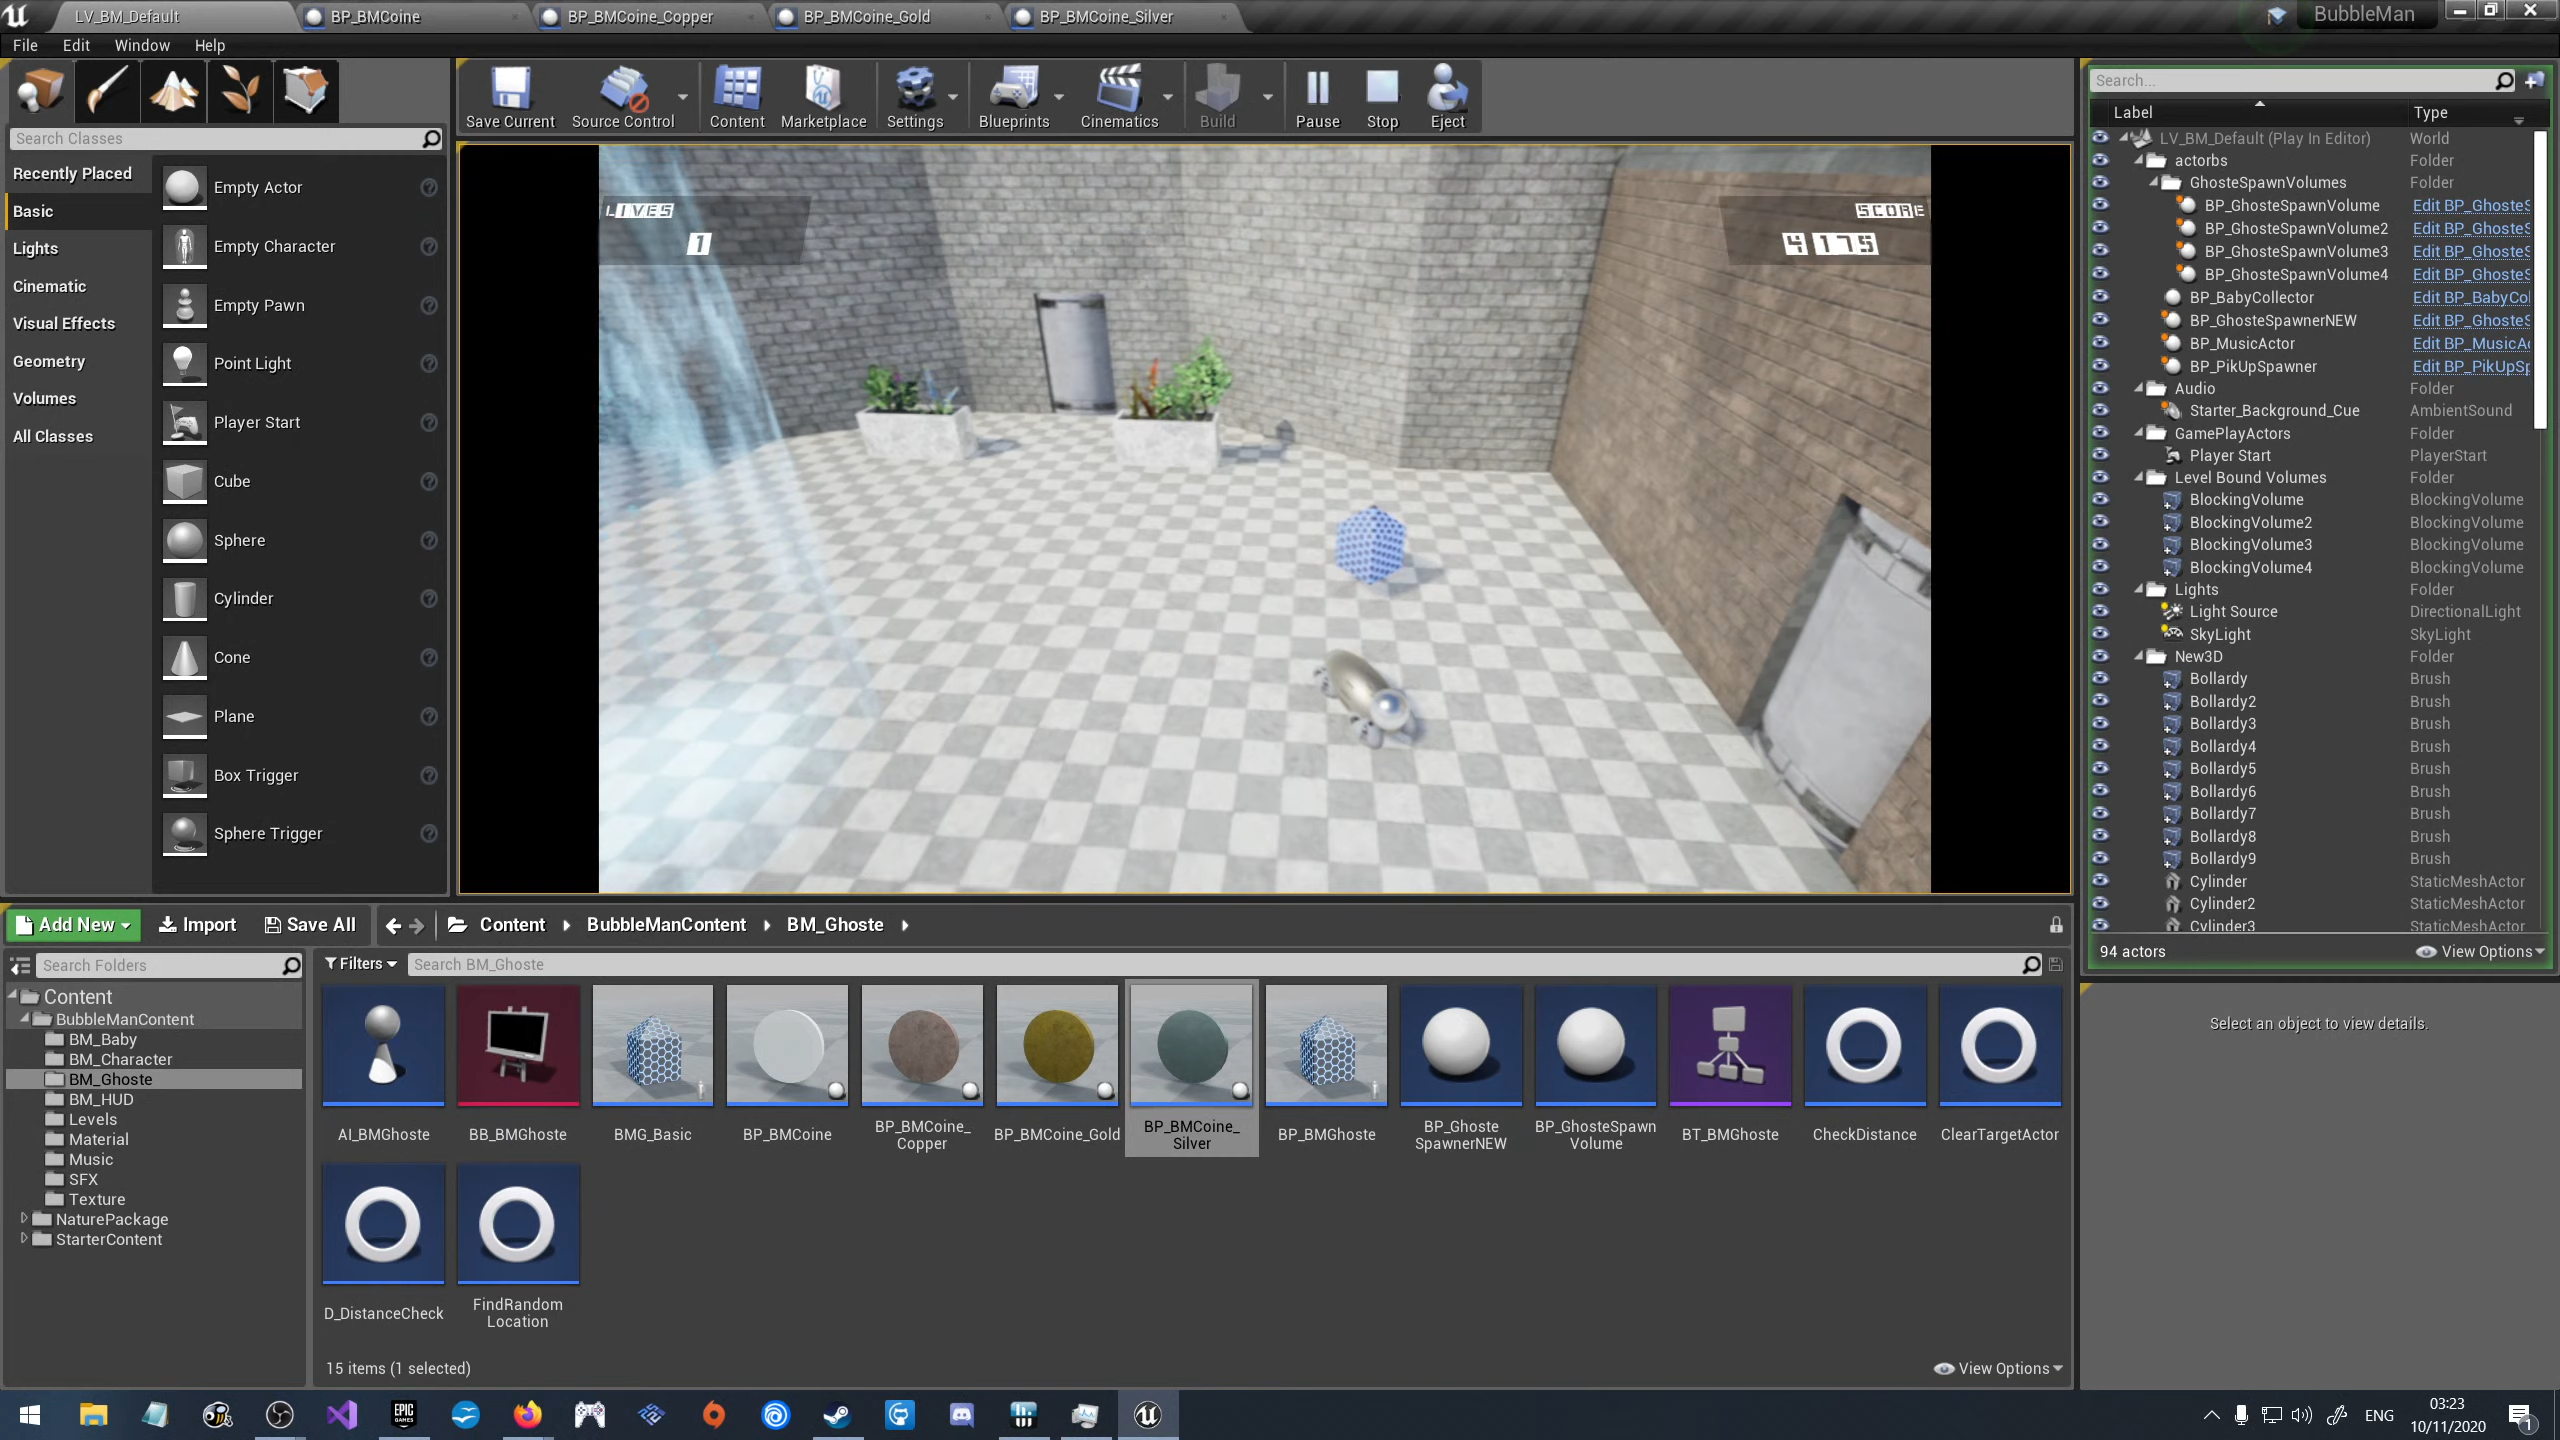 LV_BM_Default
BP_BMCoine
BP_BMCoine_Copper
BP_BMCoine_Gold
BP_BMCoine_Silver
BubbleMan
File
Edit
Window
Help
Search Classes
Recently Placed
Basic
Lights
Cinematic
Visual Effects
Geometry
Volumes
All Classes
Empty Actor
Empty Character
Empty Pawn
Point Light
Player Start
Cube
Sphere
Cylinder
Cone
Plane
Box Trigger
Sphere Trigger
Save Current
Source Control
Content
Marketplace
Settings
Blueprints
Cinematics
Build
Pause
Stop
Eject
LIVES
1
SCORE
4175
Search...
Label
Type
LV_BM_Default (Play In Editor) World
actorbs Folder
GhosteSpawnVolumes Folder
BP_GhosteSpawnVolume Edit BP_GhosteS
BP_GhosteSpawnVolume2 Edit BP_GhosteS
BP_GhosteSpawnVolume3 Edit BP_GhosteS
BP_GhosteSpawnVolume4 Edit BP_GhosteS
BP_BabyCollector Edit BP_BabyCol
BP_GhosteSpawnerNEW Edit BP_GhosteS
BP_MusicActor Edit BP_MusicAc
BP_PikUpSpawner Edit BP_PikUpSp
Audio Folder
Starter_Background_Cue AmbientSound
GamePlayActors Folder
Player Start PlayerStart
Level Bound Volumes Folder
BlockingVolume BlockingVolume
BlockingVolume2 BlockingVolume
BlockingVolume3 BlockingVolume
BlockingVolume4 BlockingVolume
Lights Folder
Light Source DirectionalLight
SkyLight SkyLight
New3D Folder
Bollardy Brush
Bollardy2 Brush
Bollardy3 Brush
Bollardy4 Brush
Bollardy5 Brush
Bollardy6 Brush
Bollardy7 Brush
Bollardy8 Brush
Bollardy9 Brush
Cylinder StaticMeshActor
Cylinder2 StaticMeshActor
Cylinder3 StaticMeshActor
94 actors
View Options
Select an object to view details.
Add New
Import
Save All
Content
BubbleManContent
BM_Ghoste
Search Folders
Filters
Search BM_Ghoste
Content
BubbleManContent
BM_Baby
BM_Character
BM_Ghoste
BM_HUD
Levels
Material
Music
SFX
Texture
NaturePackage
StarterContent
AI_BMGhoste
BB_BMGhoste
BMG_Basic
BP_BMCoine
BP_BMCoine_
Copper
BP_BMCoine_Gold
BP_BMCoine_
Silver
BP_BMGhoste
BP_Ghoste
SpawnerNEW
BP_GhosteSpawn
Volume
BT_BMGhoste
CheckDistance
ClearTargetActor
D_DistanceCheck
FindRandom
Location
15 items (1 selected)
View Options
EPIC
GAMES
ENG
03:23
10/11/2020
1